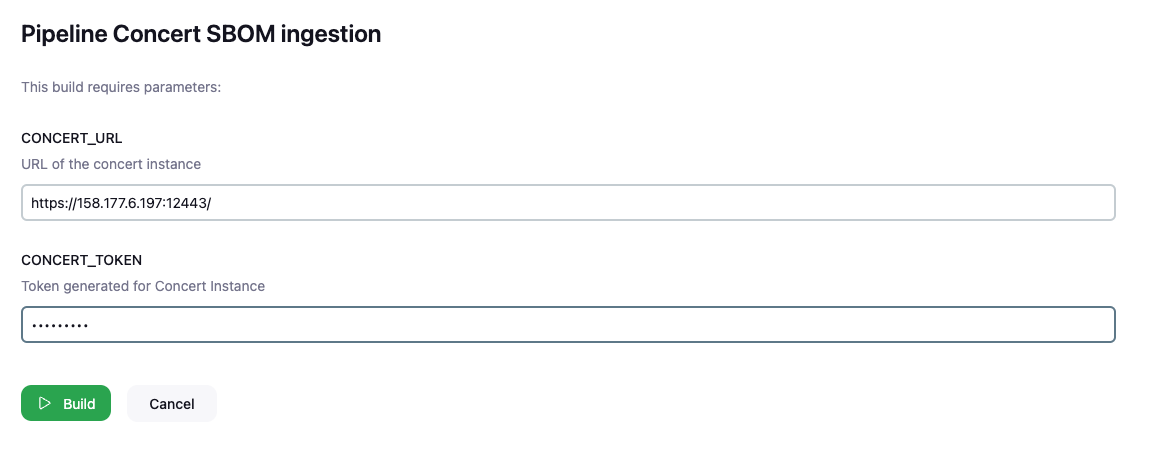 Pipeline Concert SBOM ingestion
This build requires parameters:
CONCERT_URL
URL of the concert instance
https://158.177.6.197:12443/
CONCERT_TOKEN
Token generated for Concert Instance
•••••••••
Build
Cancel